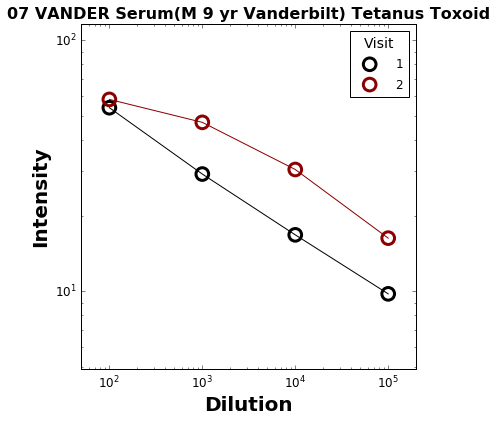 07 VANDER Serum(M 9 yr Vanderbilt) Tetanus Toxoid
Visit
1
2
10²
10¹
Intensity
10² 10³ 10⁴ 10⁵
Dilution